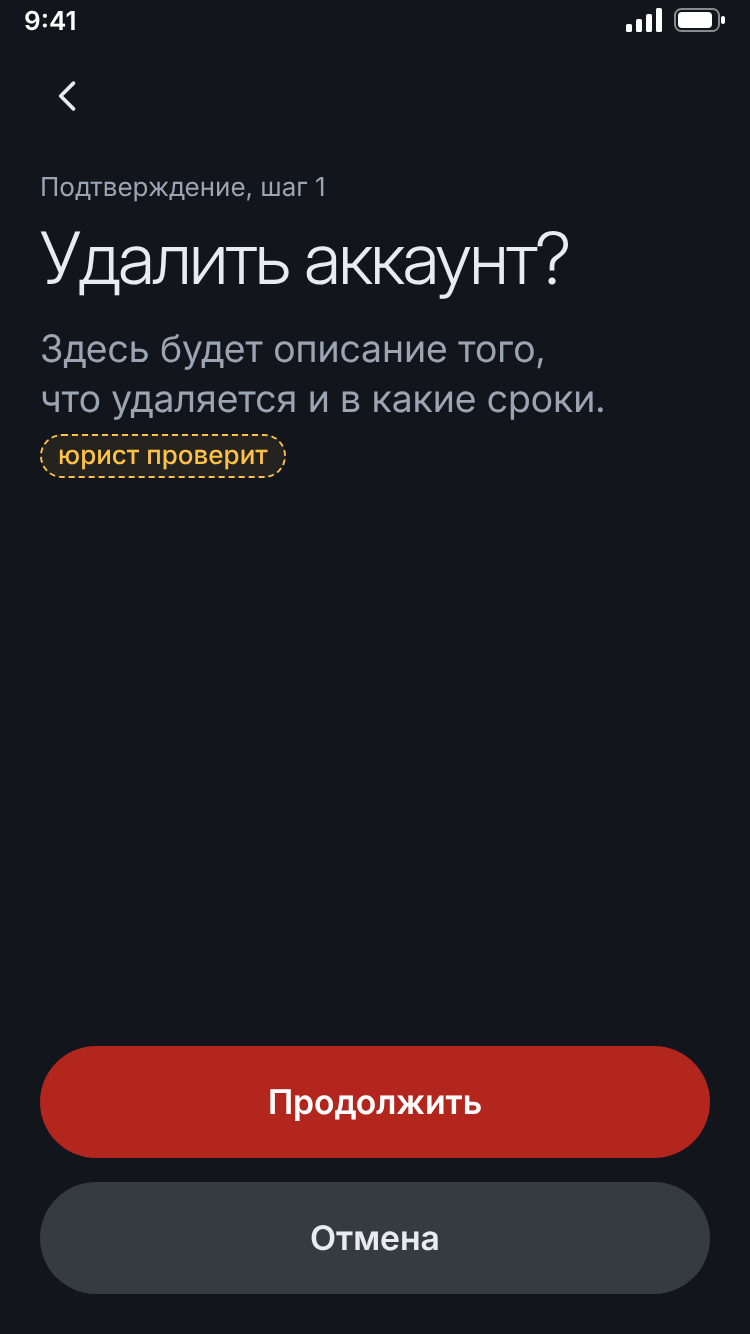 9:41
Подтверждение, шаг 1
Удалить аккаунт?
Здесь будет описание того,
что удаляется и в какие сроки.
юрист проверит
Продолжить
Отмена